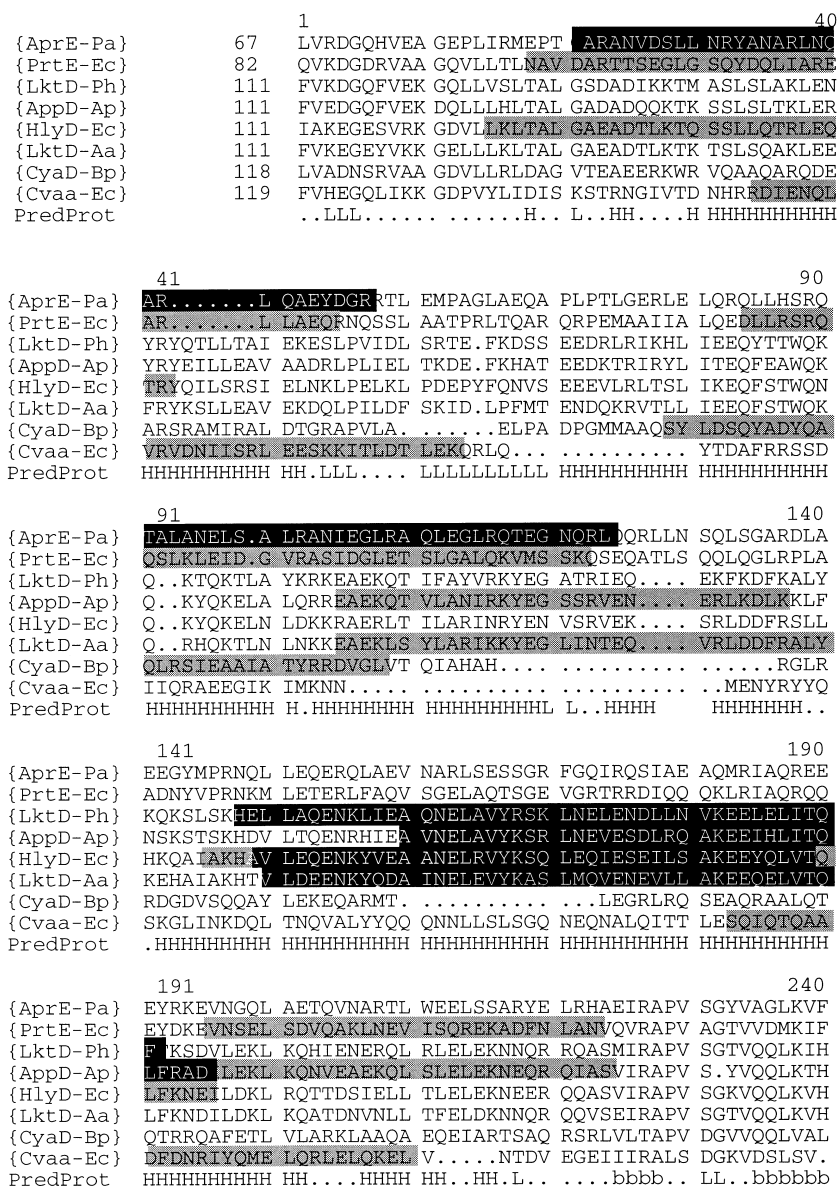 1 40
{AprE-Pa} 67 LVRDGQHVEA GEPLIRMEPT QARANVDSLL NRYANARLNQ
{PrtE-Ec} 82 QVKDGDRVAA GQVLLTLNAV DARTTSEGLG SQYDQLIARE
{LktD-Ph} 111 FVKDGQFVEK GQLLVSLTAL GSDADIKKTM ASLSLAKLEN
{AppD-Ap} 111 FVEDGQFVEK DQLLLHLTAL GADADQQKTK SSLSLTKLER
{HlyD-Ec} 111 IAKEGESVRK GDVLLKLTAL GAEADTLKTQ SSLLQTRLEQ
{LktD-Aa} 111 FVKEGEYVKK GELLLKLTAL GAEADTLKTK TSLSQAKLEE
{CyaD-Bp} 118 LVADNSRVAA GDVLLRLDAG VTEAEERKWR VQAAQARQDE
{Cvaa-Ec} 119 FVHEGQLIKK GDPVYLIDIS KSTRNGIVTD NHRRDIENQL
PredProt ..LLL..... ........H. L..HH....H HHHHHHHHHH
41 90
{AprE-Pa} AR.......L QAEYDGRRTL EMPAGLAEQA PLPTLGERLE LQRQLLHSRQ
{PrtE-Ec} AR.......L LAEQRNQSSL AATPRLTQAR QRPEMAAIIA LQEDLLRSRQ
{LktD-Ph} YRYQTLLTAI EKESLPVIDL SRTE.FKDSS EEDRLRIKHL IEEQYTTWQK
{AppD-Ap} YRYEILLEAV AADRLPLIEL TKDE.FKHAT EEDKTRIRYL ITEQFEAWQK
{HlyD-Ec} TRYQILSRSI ELNKLPELKL PDEPYFQNVS EEEVLRLTSL IKEQFSTWQN
{LktD-Aa} FRYKSLLEAV EKDQLPILDF SKID.LPFMT ENDQKRVTLL IEEQFSTWQK
{CyaD-Bp} ARSRAMIRAL DTGRAPVLA. ......ELPA DPGMMAAQSY LDSQYADYQA
{Cvaa-Ec} VRVDNIISRL EESKKITLDT LEKQRLQ... .......... YTDAFRRSSD
PredProt HHHHHHHHHH HH.LLL.... LLLLLLLLLL HHHHHHHHHH HHHHHHHHHH
91 140
{AprE-Pa} TALANELS.A LRANIEGLRA QLEGLRQTEG NQRLQQRLLN SQLSGARDLA
{PrtE-Ec} QSLKLEID.G VRASIDGLET SLGALQKVMS SKQSEQATLS QQLQGLRPLA
{LktD-Ph} Q..KTQKTLA YKRKEAEKQT IFAYVRKYEG ATRIEQ.... EKFKDFKALY
{AppD-Ap} Q..KYQKELA LQRREAEKQT VLANIRKYEG SSRVEN.... ERLKDLKKLF
{HlyD-Ec} Q..KYQKELN LDKKRAERLT ILARINRYEN VSRVEK.... SRLDDFRSLL
{LktD-Aa} Q..RHQKTLN LNKKEAEKLS YLARIKKYEG LINTEQ.... VRLDDFRALY
{CyaD-Bp} QLRSIEAAIA TYRRDVGLVT QIAHAH.... .......... ......RGLR
{Cvaa-Ec} IIQRAEEGIK IMKNN..... .......... .......... ..MENYRYYQ
PredProt HHHHHHHHHH H.HHHHHHHH HHHHHHHHHL L..HHHH HHHHHHH..
141 190
{AprE-Pa} EEGYMPRNQL LEQERQLAEV NARLSESSGR FGQIRQSIAE AQMRIAQREE
{PrtE-Ec} ADNYVPRNKM LETERLFAQV SGELAQTSGE VGRTRRDIQQ QKLRIAQRQQ
{LktD-Ph} KQKSLSKHEL LAQENKLIEA QNELAVYRSK LNELENDLLN VKEELELITQ
{AppD-Ap} NSKSTSKHDV LTQENRHIEA VNELAVYKSR LNEVESDLRQ AKEEIHLITQ
{HlyD-Ec} HKQAIAKHAV LEQENKYVEA ANELRVYKSQ LEQIESEILS AKEEYQLVTQ
{LktD-Aa} KEHAIAKHTV LDEENKYQDA INELEVYKAS LMQVENEVLL AKEEQELVTQ
{CyaD-Bp} RDGDVSQQAY LEKEQARMT. .......... ....LEGRLRQ SEAQRAALQT
{Cvaa-Ec} SKGLINKDQL TNQVALYYQQ QNNLLSLSGQ NEQNALQITT LESQIQTQAA
PredProt .HHHHHHHHH HHHHHHHHHH HHHHHHHHHH HHHHHHHHHH HHHHHHHHHH
191 240
{AprE-Pa} EYRKEVNGQL AETQVNARTL WEELSSARYE LRHAEIRAPV SGYVAGLKVF
{PrtE-Ec} EYDKEVNSEL SDVQAKLNEV ISQREKADFN LANVQVRAPV AGTVVDMKIF
{LktD-Ph} FFKSDVLEKL KQHIENERQL RLELEKNNQR RQASMIRAPV SGTVQQLKIH
{AppD-Ap} LFRADILEKL KQNVEAEKQL SLELEKNEQR QIASVIRAPV S.YVQQLKTH
{HlyD-Ec} LFKNEILDKL RQTTDSIELL TLELEKNEER QQASVIRAPV SGKVQQLKVH
{LktD-Aa} LFKNDILDKL KQATDNVNLL TFELDKNNQR QQVSEIRAPV SGTVQQLKVH
{CyaD-Bp} QTRRQAFETL VLARKLAAQA EQEIARTSAQ RSRLVLTAPV DGVVQQLVAL
{Cvaa-Ec} DFDNRIYQME LQRLELQKEL V.....NTDV EGEIIIRALS DGKVDSLSV.
PredProt HHHHHHHHHH HH....HHHH HH..HH.L.. ....bbbb.. LL..bbbbbb